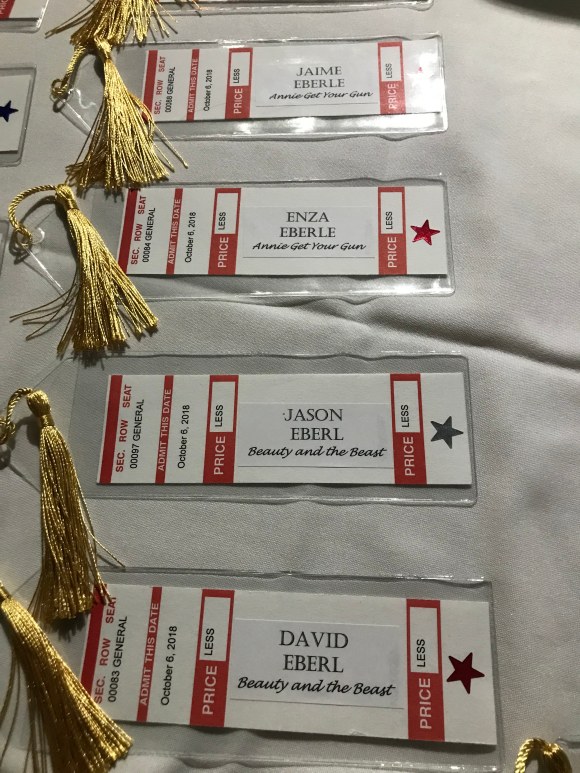 SEC. ROW SEAT
00088 GENERAL
ADMIT THIS DATE
October 6, 2018
PRICE LESS
JAIME
EBERLE
Annie Get Your Gun
PRICE LESS
SEC. ROW SEAT
00084 GENERAL
ADMIT THIS DATE
October 6, 2018
PRICE LESS
ENZA
EBERLE
Annie Get Your Gun
PRICE LESS
SEC. ROW SEAT
00097 GENERAL
ADMIT THIS DATE
October 6, 2018
PRICE LESS
JASON
EBERL
Beauty and the Beast
PRICE LESS
SEC. ROW SEAT
00083 GENERAL
ADMIT THIS DATE
October 6, 2018
PRICE LESS
DAVID
EBERL
Beauty and the Beast
PRICE LESS